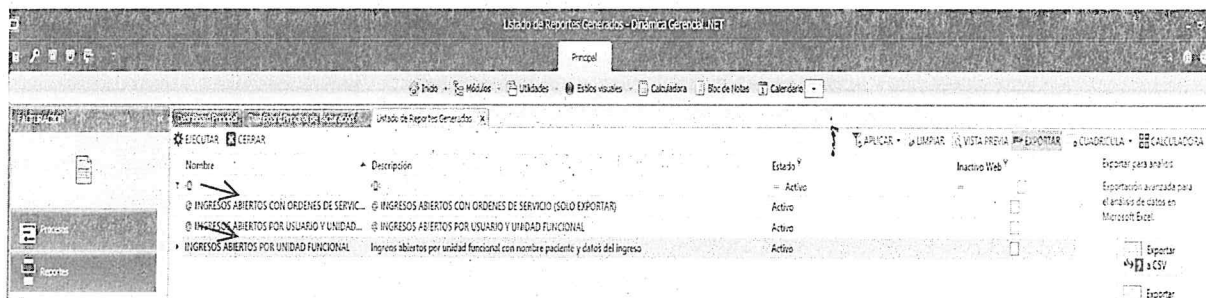 Listado de Reportes Generados - Dinámica Gerencial .NET
Principal
Inicio Módulos Utilidades Estilos visuales Calculadora Bloc de Notas Calendario
Listado de Reportes Generados x
EJECUTAR CERRAR
APLICAR LIMPIAR VISTA PREVIA EXPORTAR CUADRICULA CALCULADORA
Nombre Descripción Estado Inactivo Web
= Activo =
@ INGRESOS ABIERTOS CON ORDENES DE SERVIC... @ INGRESOS ABIERTOS CON ORDENES DE SERVICIO (SOLO EXPORTAR) Activo
@ INGRESOS ABIERTOS POR USUARIO Y UNIDAD... @ INGRESOS ABIERTOS POR USUARIO Y UNIDAD FUNCIONAL Activo
INGRESOS ABIERTOS POR UNIDAD FUNCIONAL Ingreos abiertos por unidad funcional con nombre paciente y datos del ingreso Activo
Exportar para analisis
Exportación avanzada para
el análisis de datos en
Microsoft Excel.
Exportar
a CSV
Exportar
Procesos
Reportes